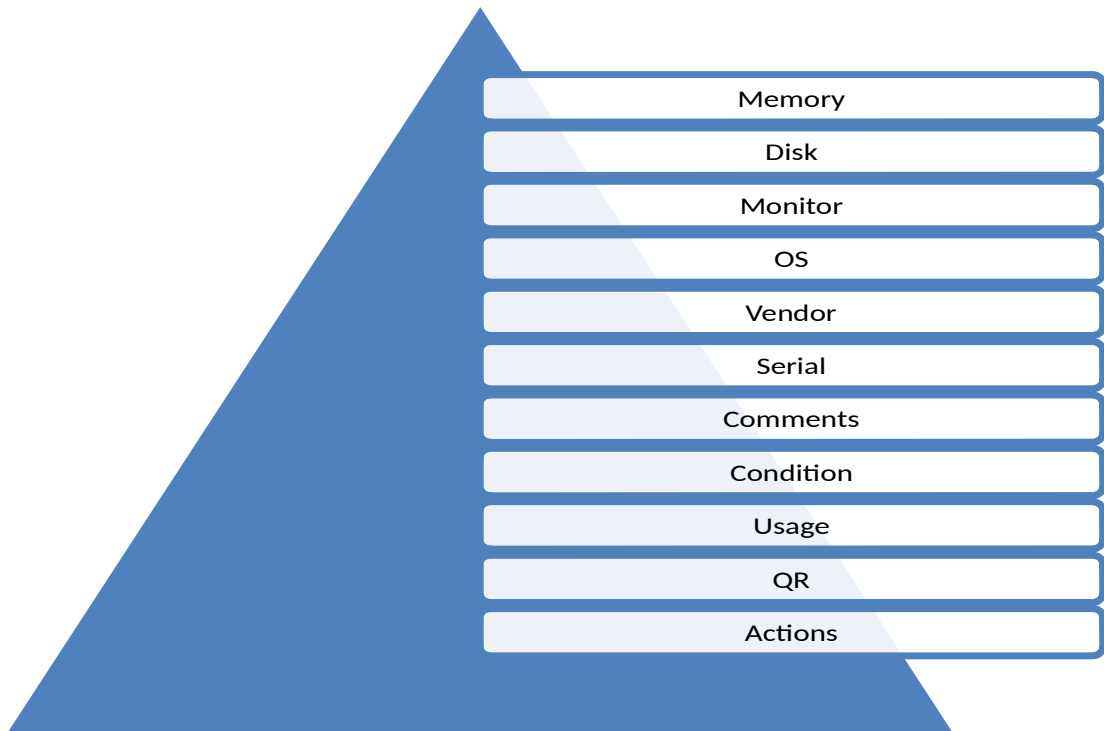 Memory
Disk
Monitor
OS
Vendor
Serial
Comments
Condition
Usage
QR
Actions